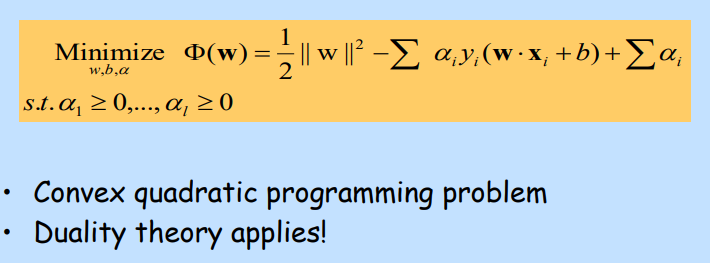 Minimize Φ(w) = 1/2 || w ||² − ∑ αᵢyᵢ(w · xᵢ + b) + ∑ αᵢ
w,b,α
s.t. α₁ ≥ 0,..., αₗ ≥ 0
• Convex quadratic programming problem
• Duality theory applies!